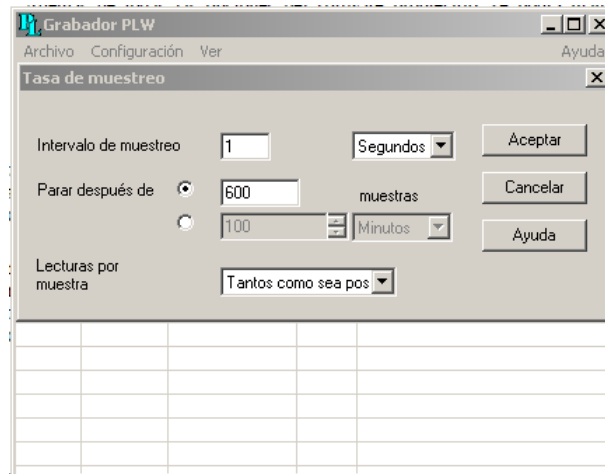 Grabador PLW
Archivo Configuración Ver Ayuda
Tasa de muestreo
Intervalo de muestreo 1 Segundos Aceptar
Parar después de 600 muestras Cancelar
100 Minutos Ayuda
Lecturas por
muestra
Tantos como sea pos